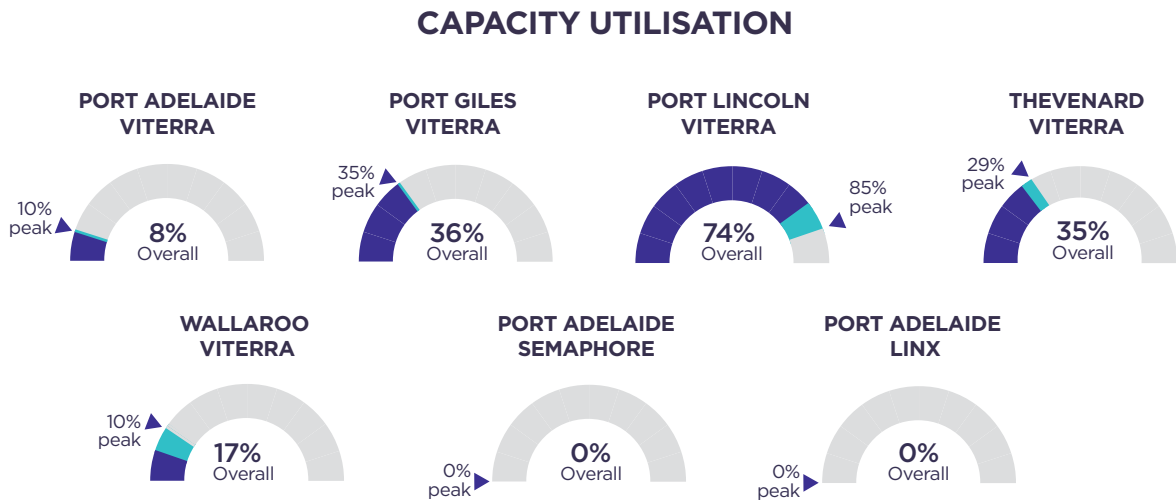 CAPACITY UTILISATION
PORT ADELAIDE
VITERRA
10%
peak
8%
Overall
PORT GILES
VITERRA
35%
peak
36%
Overall
PORT LINCOLN
VITERRA
85%
peak
74%
Overall
THEVENARD
VITERRA
29%
peak
35%
Overall
WALLAROO
VITERRA
10%
peak
17%
Overall
PORT ADELAIDE
SEMAPHORE
0%
peak
0%
Overall
PORT ADELAIDE
LINX
0%
peak
0%
Overall